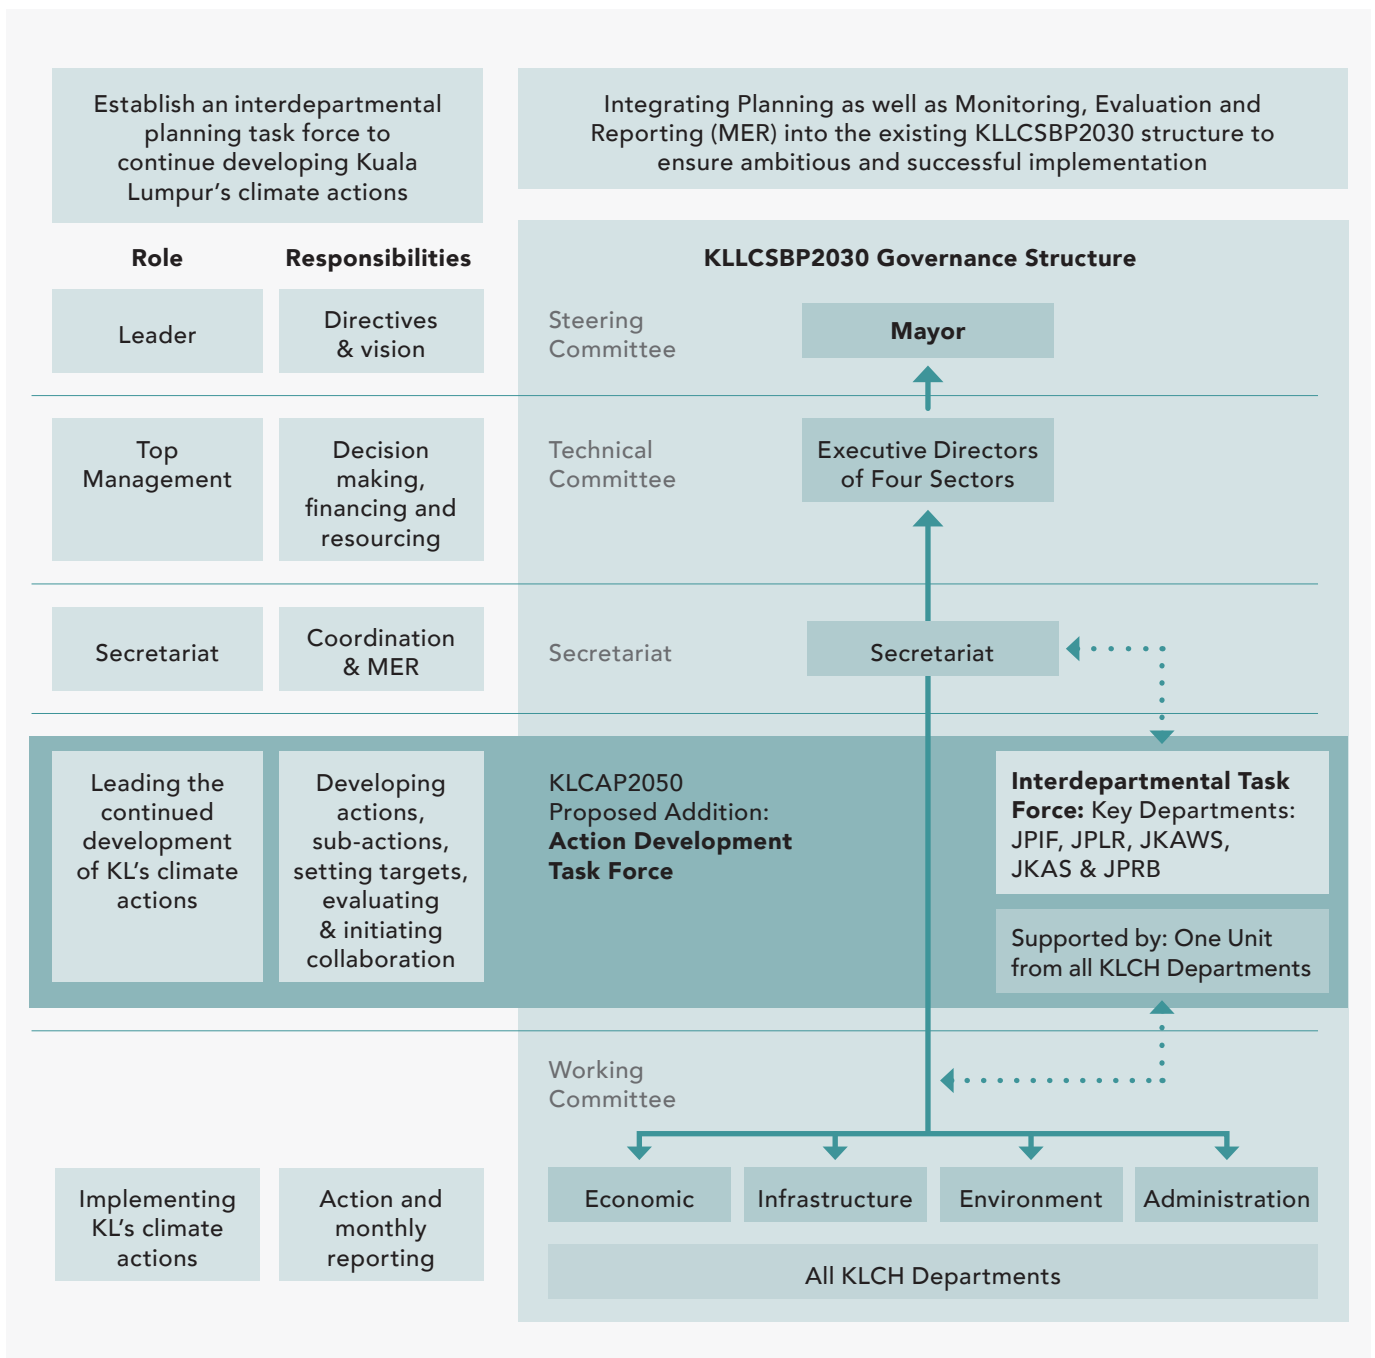 Establish an interdepartmental
planning task force to
continue developing Kuala
Lumpur's climate actions
Integrating Planning as well as Monitoring, Evaluation and
Reporting (MER) into the existing KLLCSBP2030 structure to
ensure ambitious and successful implementation
Role
Responsibilities
KLLCSBP2030 Governance Structure
Leader
Directives
& vision
Steering
Committee
Mayor
Top
Management
Decision
making,
financing and
resourcing
Technical
Committee
Executive Directors
of Four Sectors
Secretariat
Coordination
& MER
Secretariat
Secretariat
Leading the
continued
development
of KL's climate
actions
Developing
actions,
sub-actions,
setting targets,
evaluating
& initiating
collaboration
KLCAP2050
Proposed Addition:
Action Development
Task Force
Interdepartmental Task
Force: Key Departments:
JPIF, JPLR, JKAWS,
JKAS & JPRB
Supported by: One Unit
from all KLCH Departments
Working
Committee
Implementing
KL's climate
actions
Action and
monthly
reporting
Economic
Infrastructure
Environment
Administration
All KLCH Departments